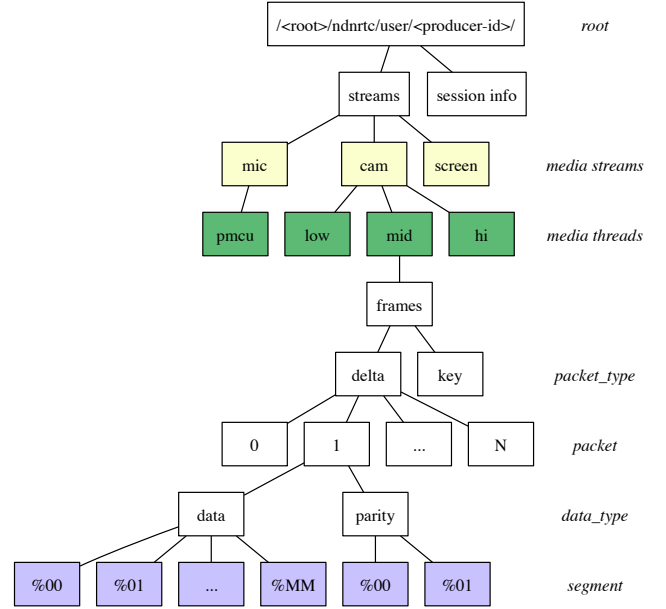 /<root>/ndnrtc/user/<producer-id>/ root
streams session info
mic cam screen media streams
pmcu low mid hi media threads
frames
delta key packet_type
0 1 ... N packet
data parity data_type
%00 %01 ... %MM %00 %01 segment